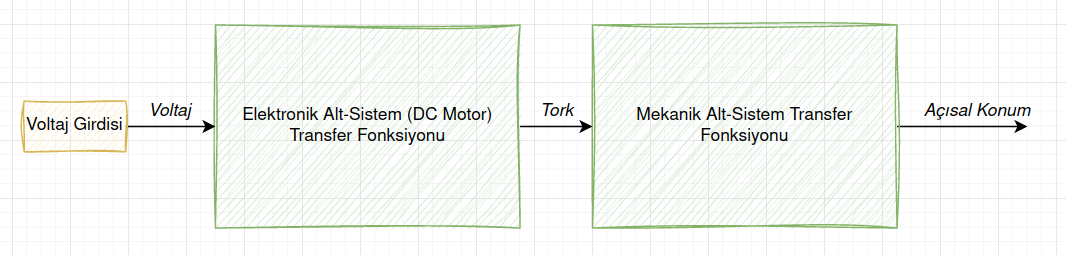 Voltaj Girdisi
Voltaj
Elektronik Alt-Sistem (DC Motor)
Transfer Fonksiyonu
Tork
Mekanik Alt-Sistem Transfer
Fonksiyonu
Açısal Konum